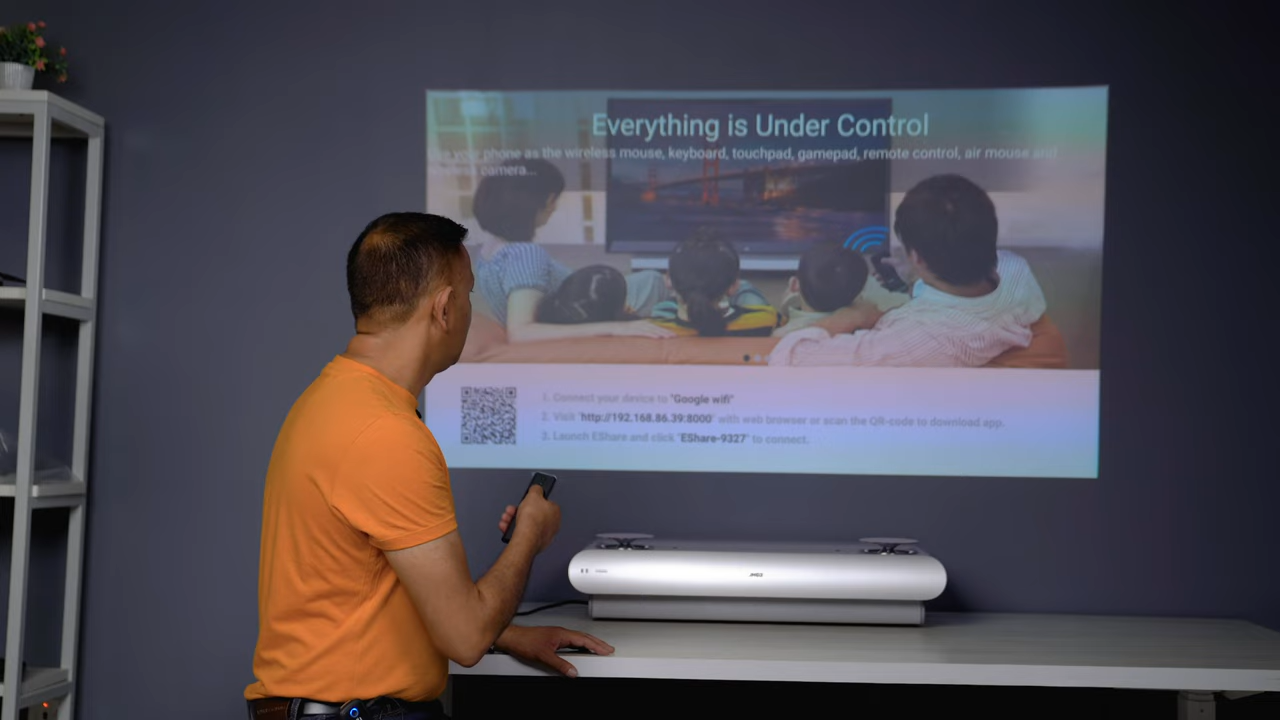 Everything is Under Control
your phone as the wireless mouse, keyboard, touchpad, gamepad, remote control, air mouse and
camera...
1. Connect your device to "Google wifi"
2. Visit "http://192.168.86.39:8000" with web browser or scan the QR-code to download app.
3. Launch EShare and click "EShare-9327" to connect.
JMGO